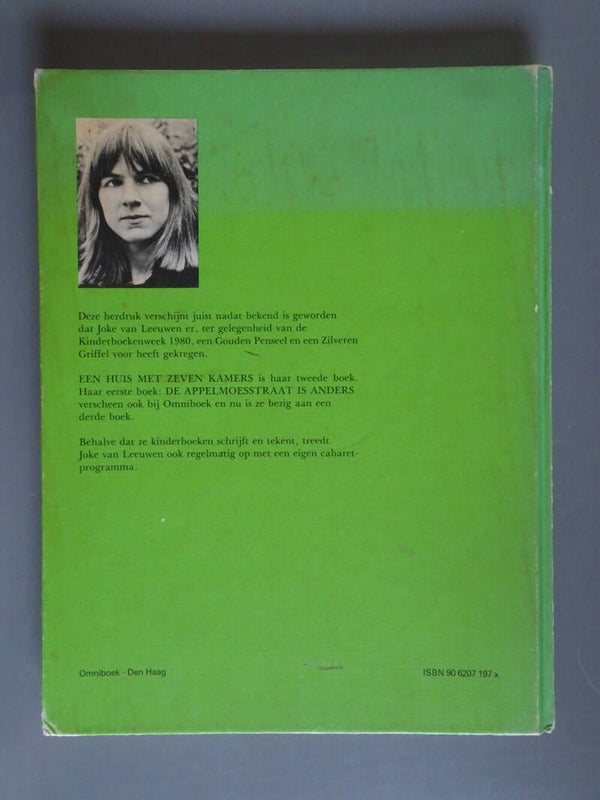 Deze herdruk verschijnt juist nadat bekend is geworden
dat Joke van Leeuwen er, ter gelegenheid van de
Kinderboekenweek 1980, een Gouden Penseel en een Zilveren
Griffel voor heeft gekregen.
EEN HUIS MET ZEVEN KAMERS is haar tweede boek.
Haar eerste boek: DE APPELMOESSTRAAT IS ANDERS
verscheen ook bij Omniboek en nu is ze bezig aan een
derde boek.
Behalve dat ze kinderboeken schrijft en tekent, treedt
Joke van Leeuwen ook regelmatig op met een eigen cabaret-
programma.
Omniboek - Den Haag
ISBN 90 6207 197 x